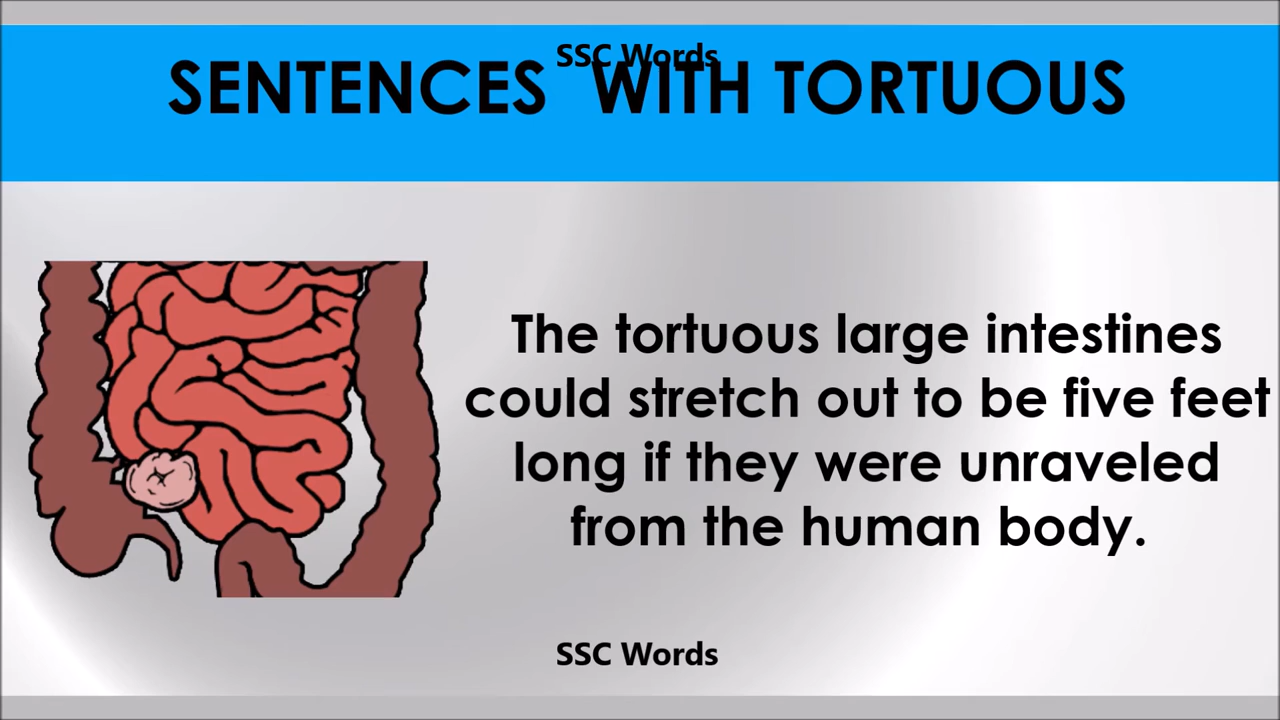 SSC Words
SENTENCES WITH TORTUOUS
The tortuous large intestines
could stretch out to be five feet
long if they were unraveled
from the human body.
SSC Words